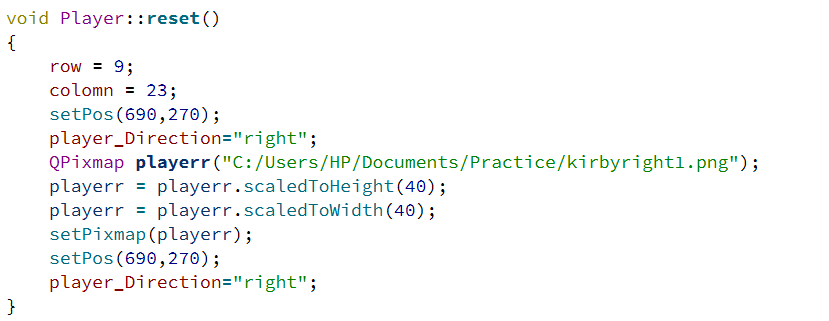 void Player::reset()
{
    row = 9;
    colomn = 23;
    setPos(690,270);
    player_Direction="right";
    QPixmap playerr("C:/Users/HP/Documents/Practice/kirbyright1.png");
    playerr = playerr.scaledToHeight(40);
    playerr = playerr.scaledToWidth(40);
    setPixmap(playerr);
    setPos(690,270);
    player_Direction="right";
}